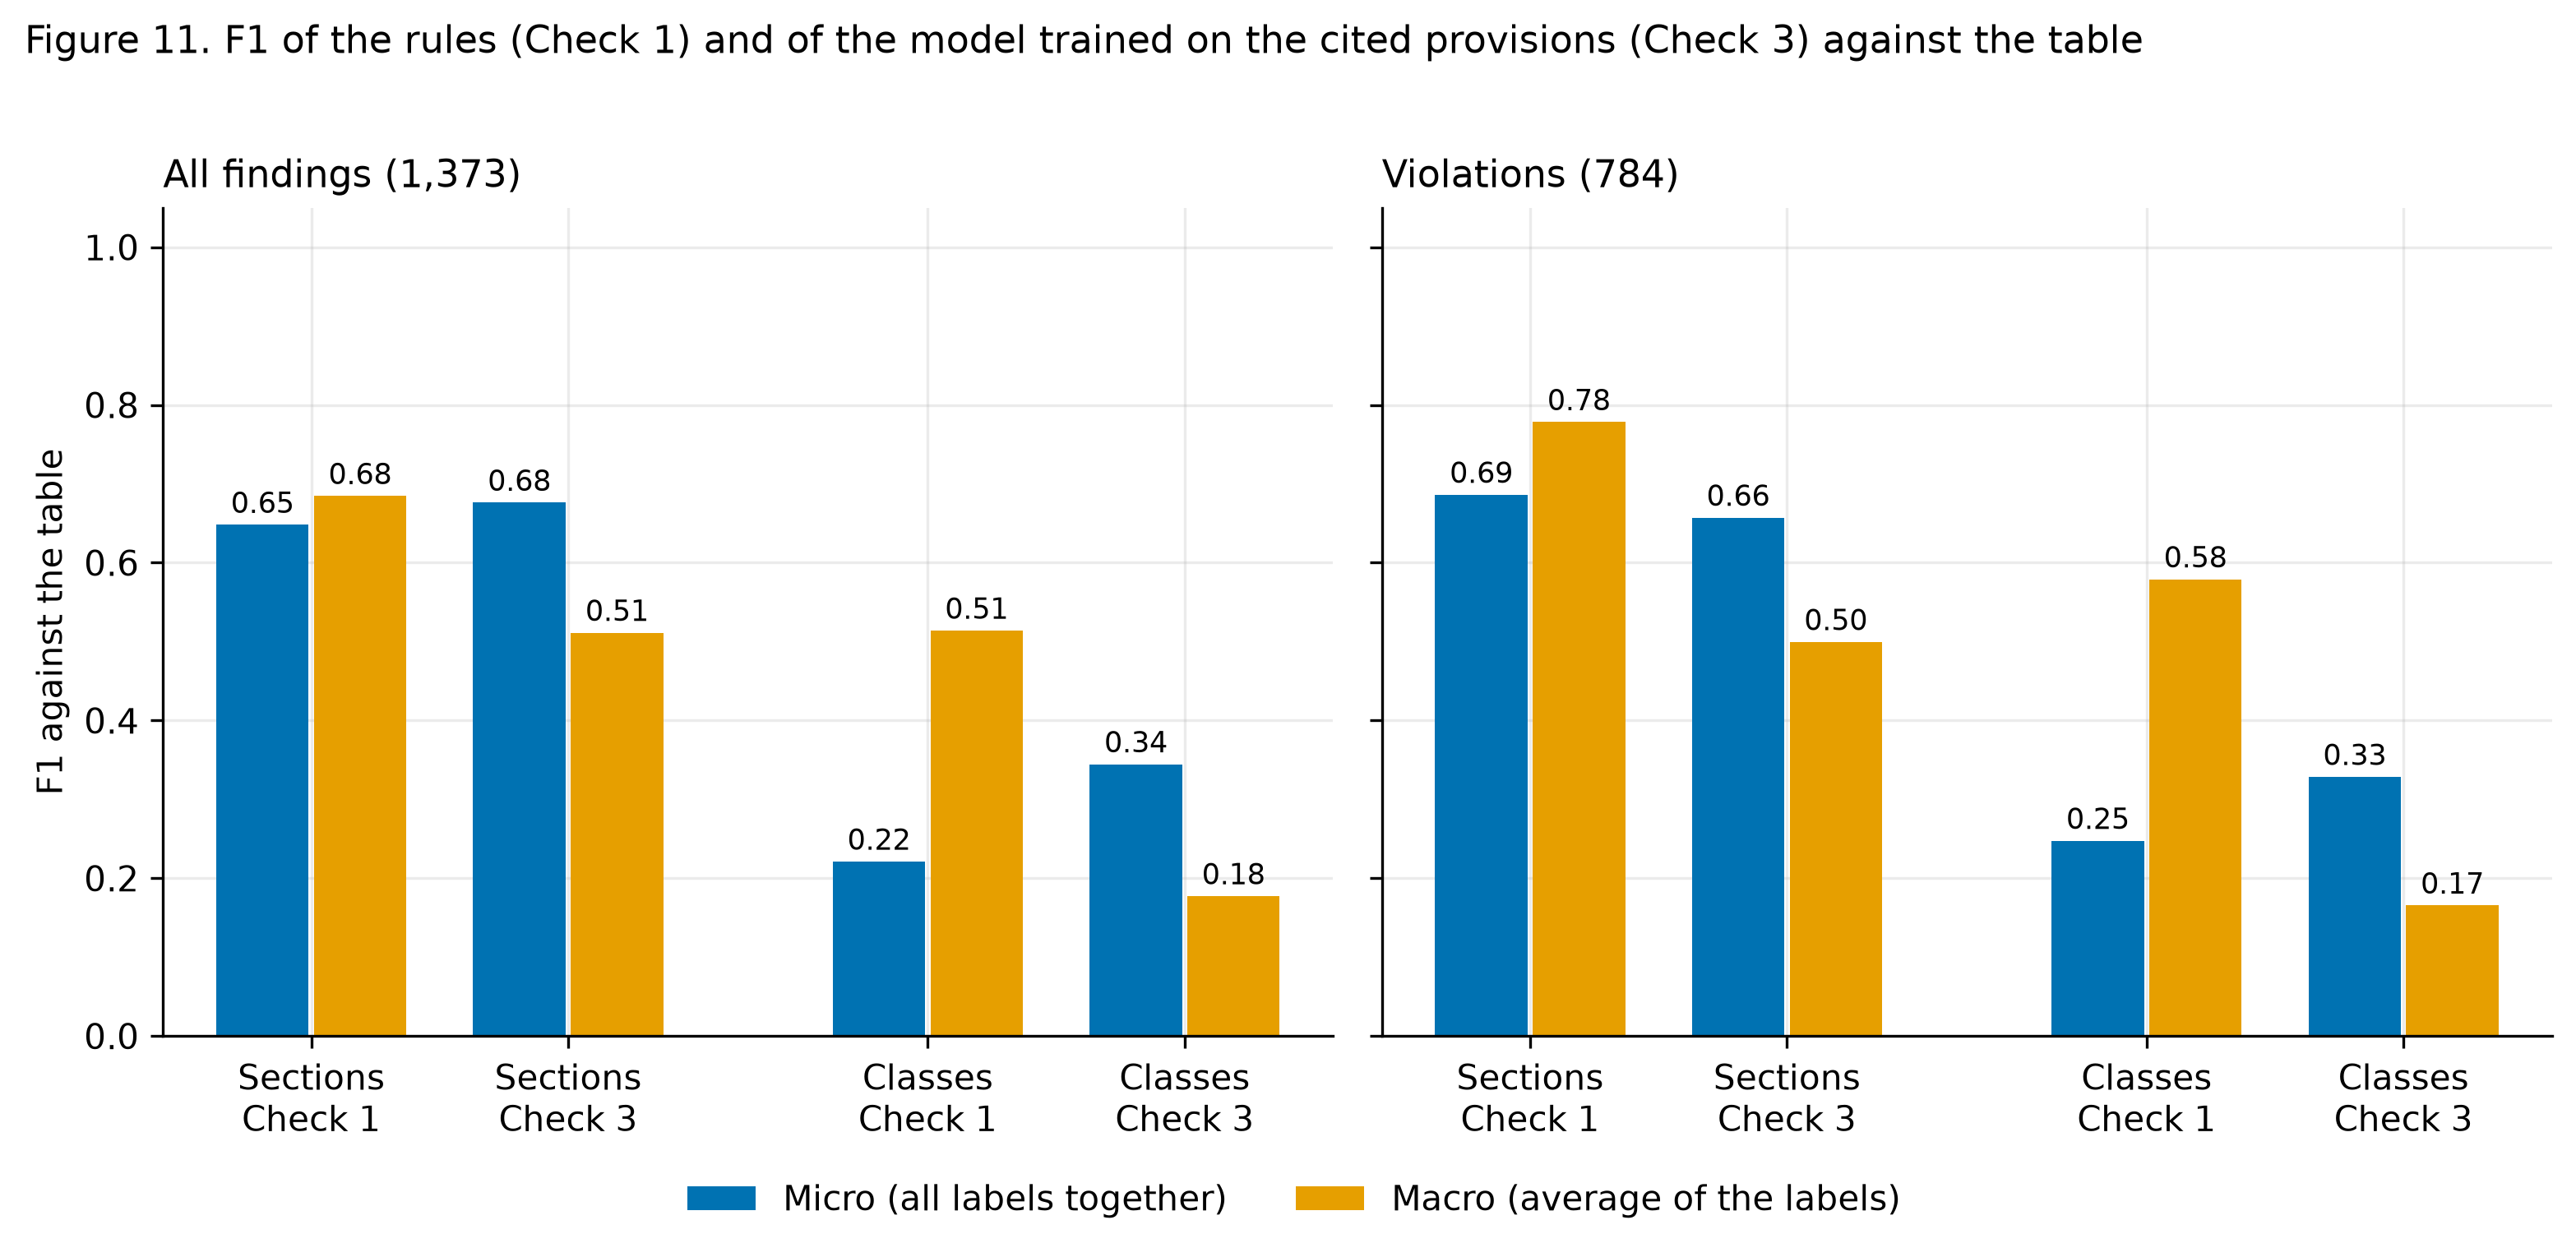 Figure 11. F1 of the rules (Check 1) and of the model trained on the cited provisions (Check 3) against the table
All findings (1,373)
F1 against the table
1.0
0.8
0.6
0.4
0.2
0.0
0.65
0.68
0.68
0.51
0.22
0.51
0.34
0.18
Sections
Check 1
Sections
Check 3
Classes
Check 1
Classes
Check 3
Violations (784)
0.69
0.78
0.66
0.50
0.25
0.58
0.33
0.17
Sections
Check 1
Sections
Check 3
Classes
Check 1
Classes
Check 3
Micro (all labels together)
Macro (average of the labels)